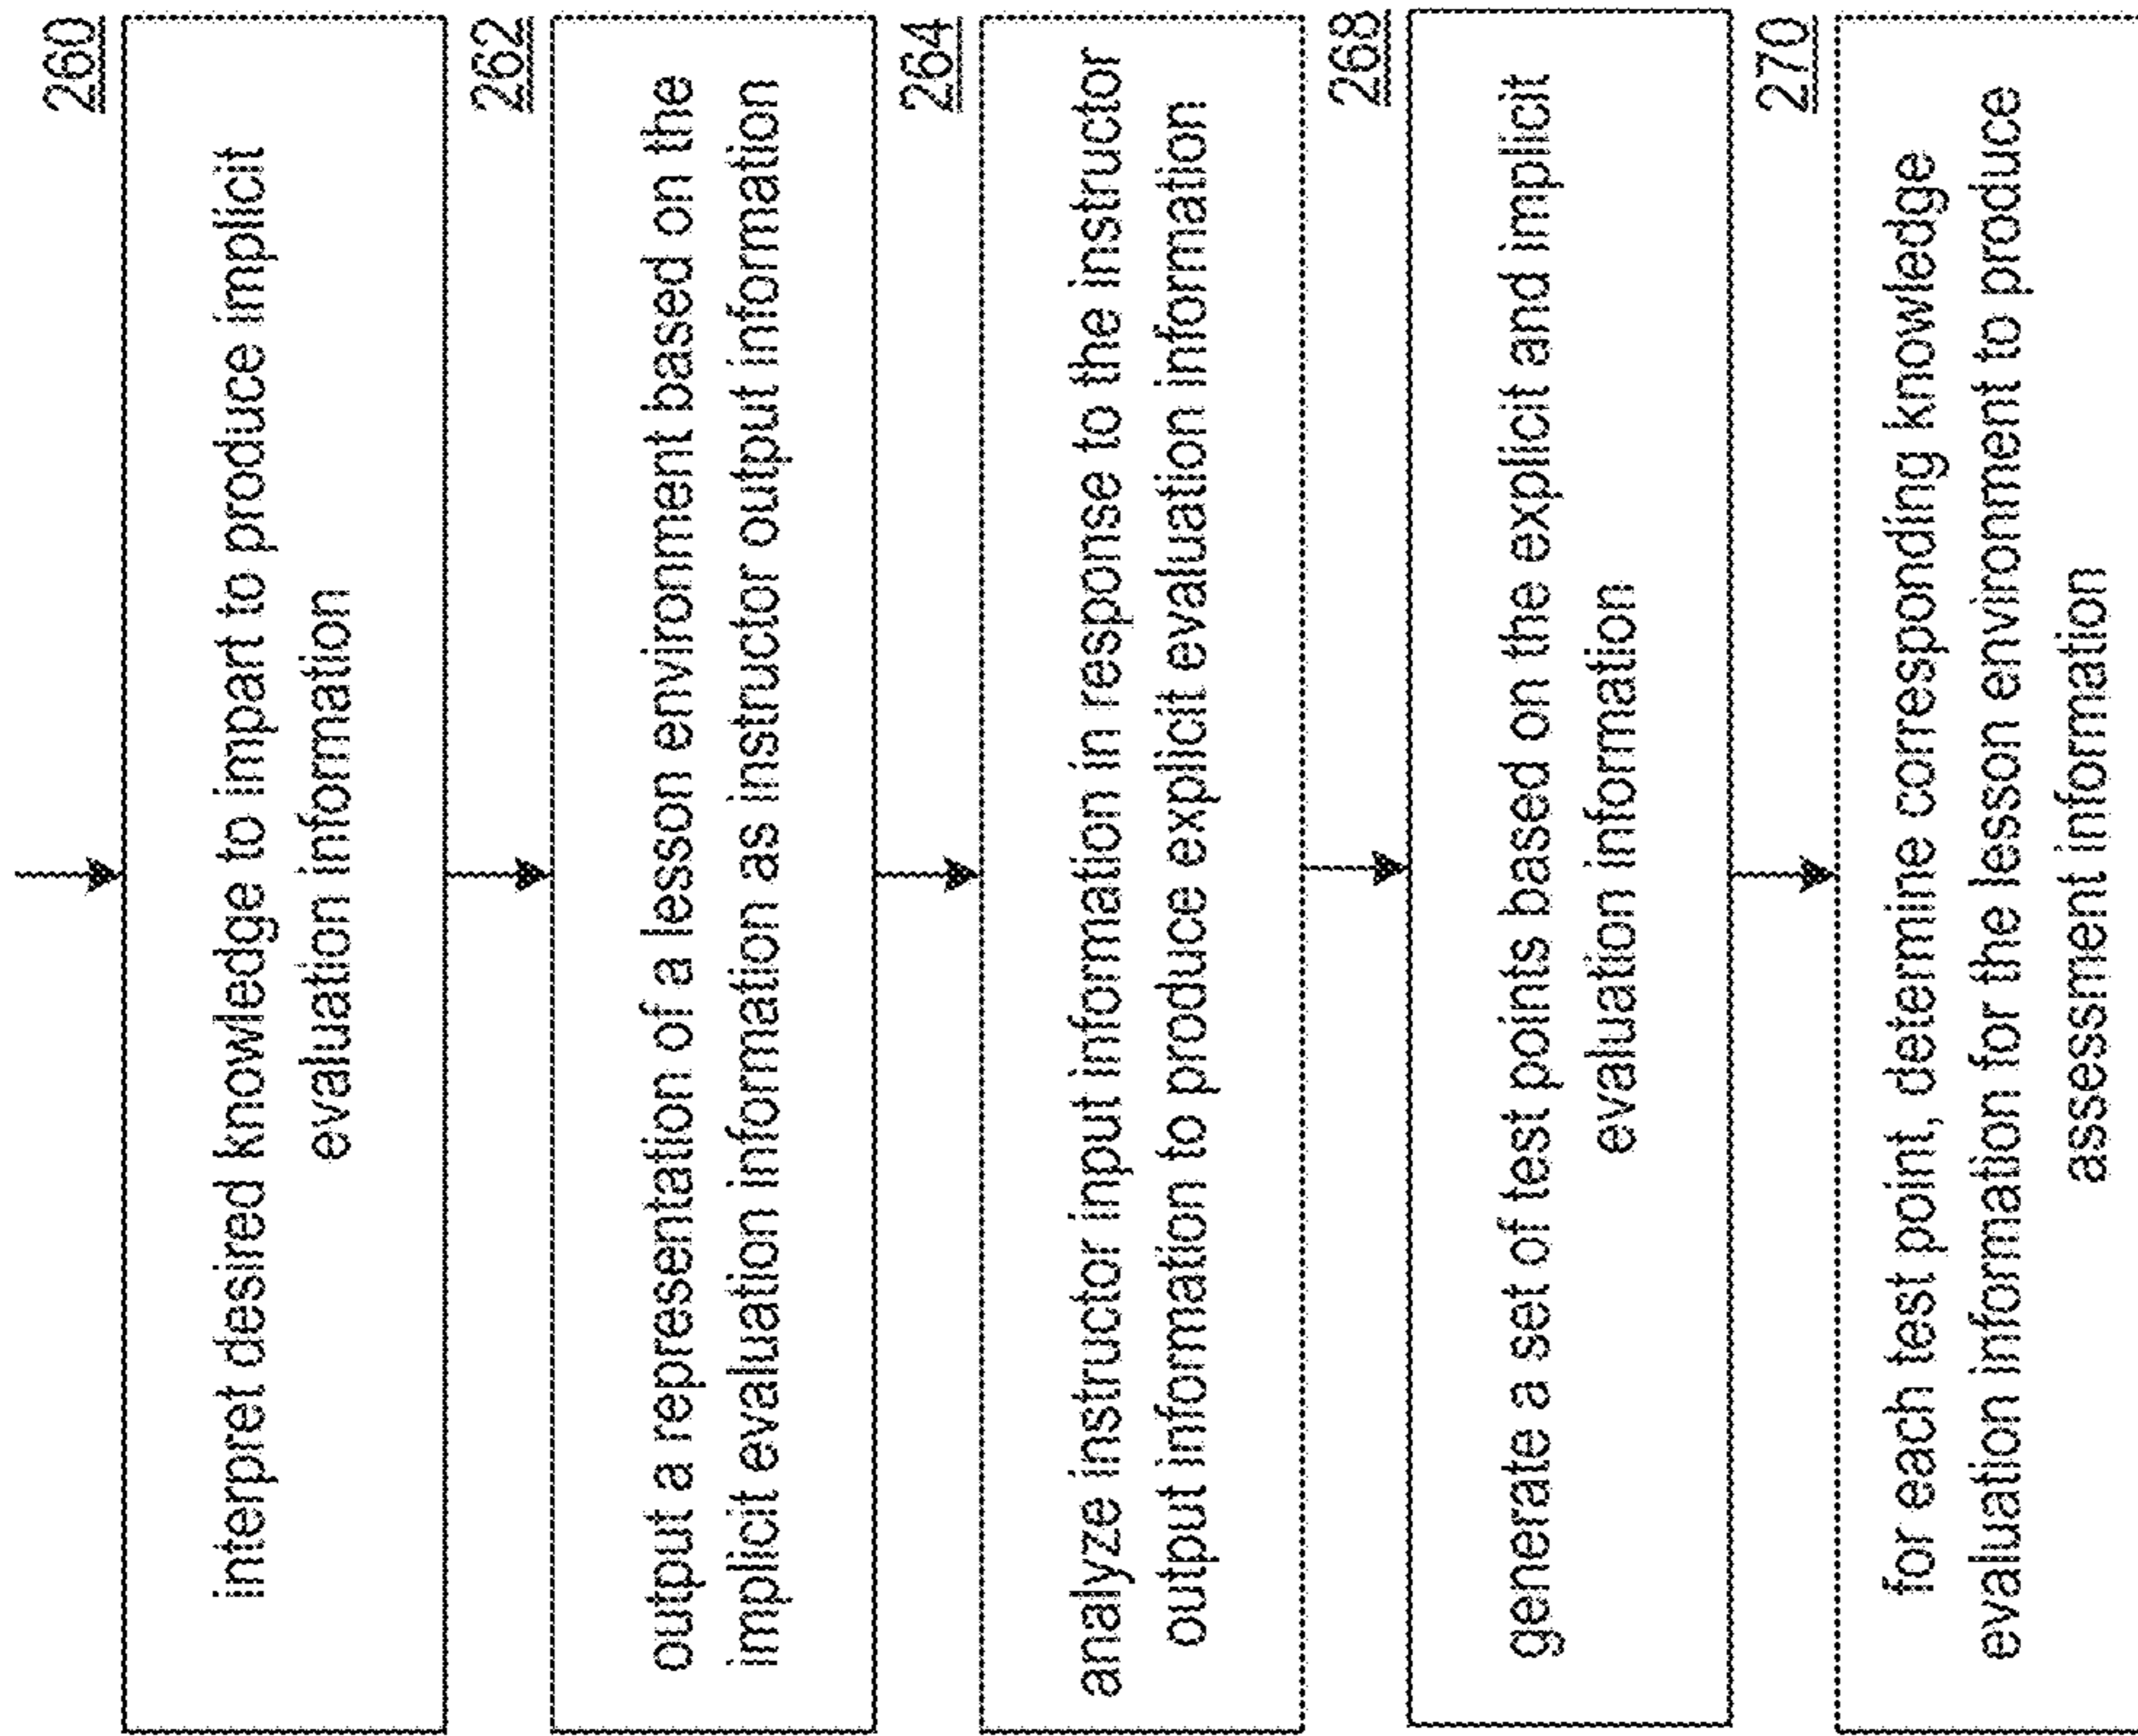 260
interpret desired knowledge to impart to produce implicit
evaluation information
262
output a representation of a lesson environment based on the
implicit evaluation information as instructor output information
264
analyze instructor input information in response to the instructor
output information to produce explicit evaluation information
268
generate a set of test points based on the explicit and implicit
evaluation information
270
for each test point, determine corresponding knowledge
evaluation information for the lesson environment to produce
assessment information